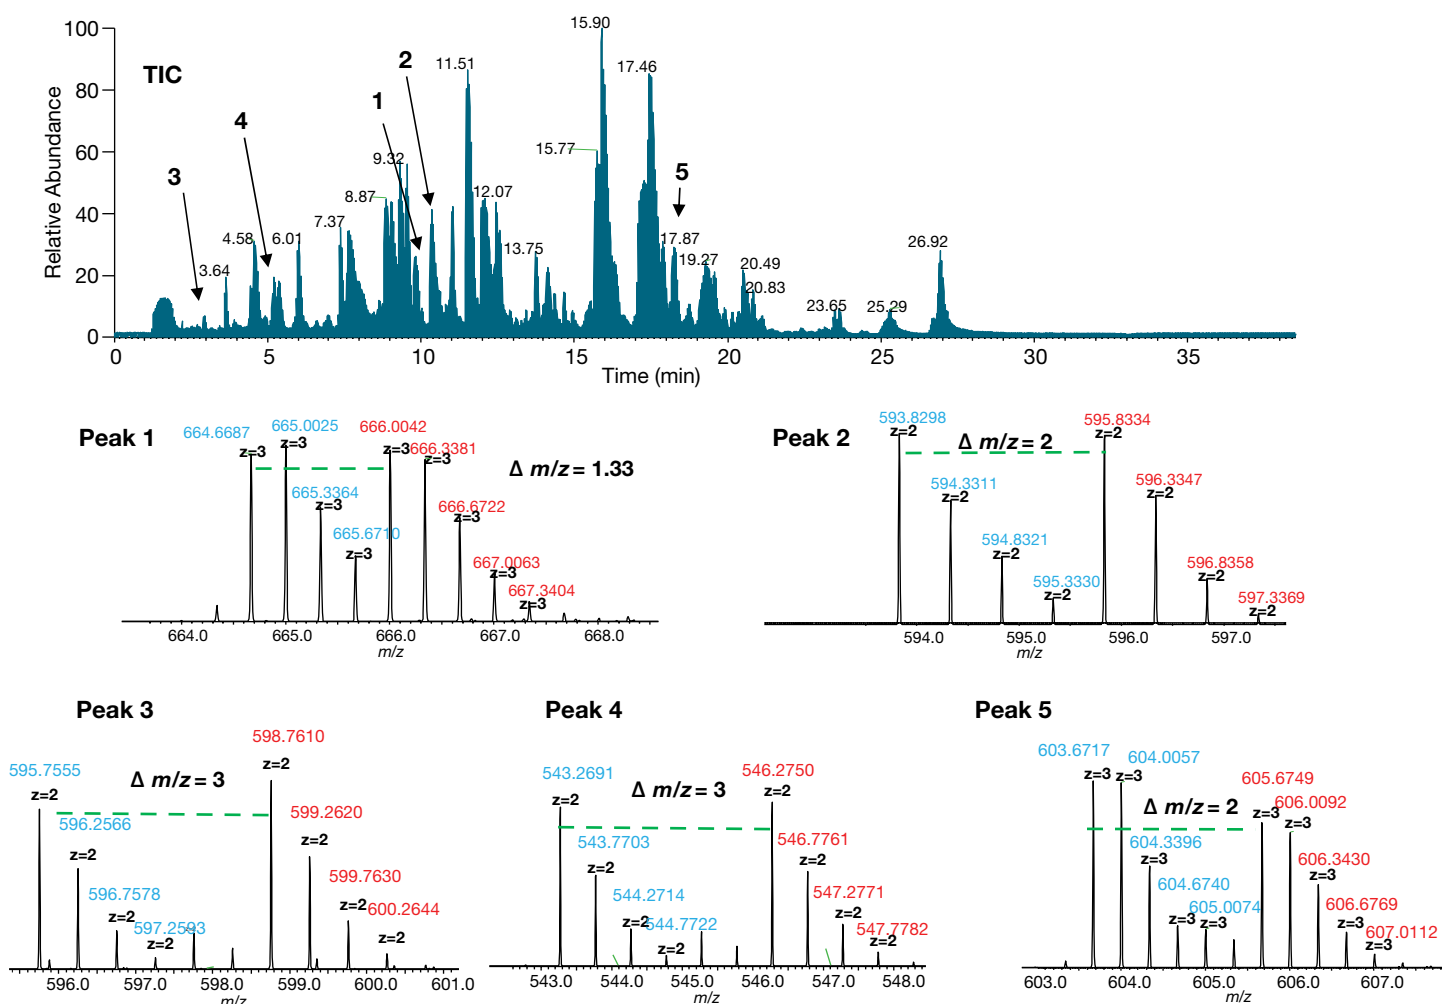 TIC
Relative Abundance
100
80
60
40
20
0
3
4
1
2
5
3.64
4.58
6.01
7.37
8.87
9.32
11.51
12.07
13.75
15.77
15.90
17.46
17.87
19.27
20.49
20.83
23.65
25.29
26.92
0 5 10 15 20 25 30 35
Time (min)
Peak 1
664.6687
z=3
665.0025
z=3
665.3364
z=3
665.6710
z=3
666.0042
z=3
666.3381
z=3
666.6722
z=3
667.0063
z=3
667.3404
z=3
Δ m/z = 1.33
664.0 665.0 666.0 667.0 668.0
m/z
Peak 2
593.8298
z=2
594.3311
z=2
594.8321
z=2
595.3330
z=2
595.8334
z=2
596.3347
z=2
596.8358
z=2
597.3369
z=2
Δ m/z = 2
594.0 595.0 596.0 597.0
m/z
Peak 3
595.7555
z=2
596.2566
z=2
596.7578
z=2
z=2
598.7610
z=2
599.2620
z=2
599.7630
z=2
600.2644
z=2
Δ m/z = 3
596.0 597.0 598.0 599.0 600.0 601.0
m/z
Peak 4
543.2691
z=2
543.7703
z=2
544.2714
z=2
544.7722
z=2
546.2750
z=2
546.7761
z=2
547.2771
z=2
547.7782
z=2
Δ m/z = 3
543.0 544.0 545.0 546.0 547.0 548.0
m/z
Peak 5
603.6717
z=3
604.0057
z=3
604.3396
z=3
604.6740
z=3
605.0074
z=3
605.6749
z=3
606.0092
z=3
606.3430
z=3
606.6769
z=3
607.0112
z=3
Δ m/z = 2
603.0 604.0 605.0 606.0 607.0
m/z